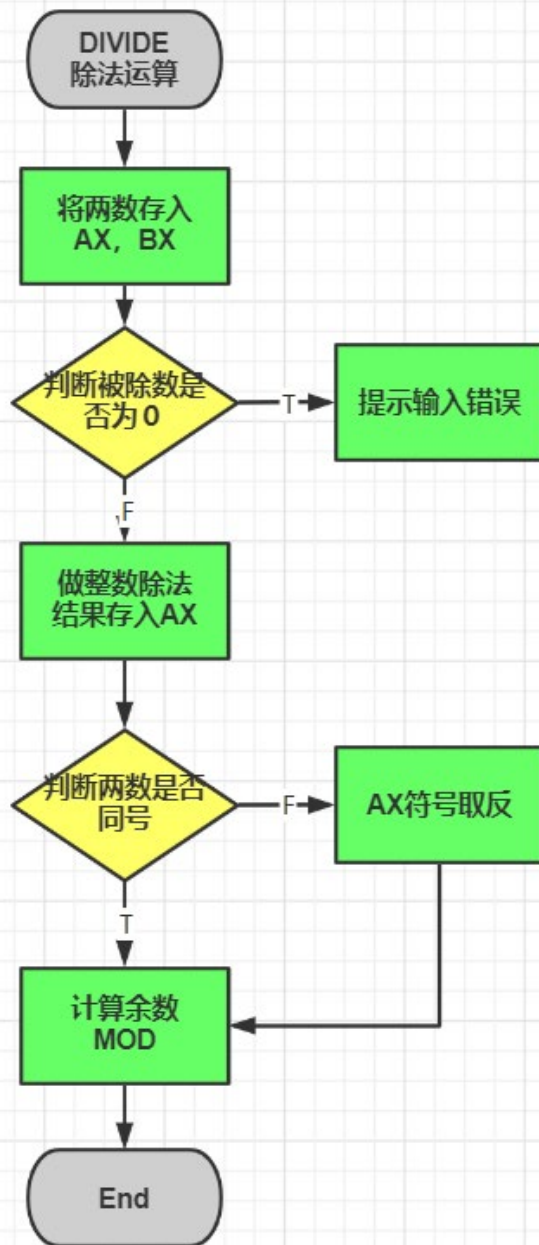 DIVIDE
除法运算
将两数存入
AX，BX
判断被除数是
否为0
T
提示输入错误
F
做整数除法
结果存入AX
判断两数是否
同号
F
AX符号取反
T
计算余数
MOD
End